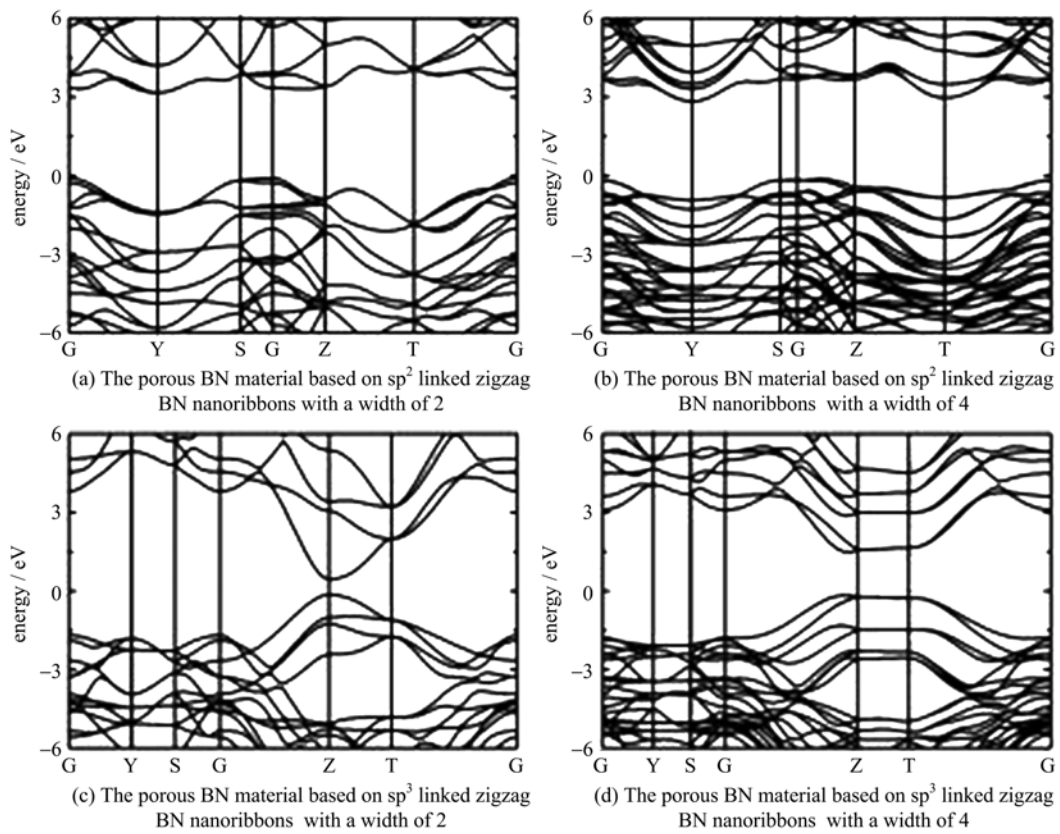 6
3
0
−3
−6
energy / eV
G Y S G Z T G
(a) The porous BN material based on sp² linked zigzag
BN nanoribbons with a width of 2
6
3
0
−3
−6
energy / eV
G Y S G Z T G
(b) The porous BN material based on sp² linked zigzag
BN nanoribbons with a width of 4
6
3
0
−3
−6
energy / eV
G Y S G Z T G
(c) The porous BN material based on sp³ linked zigzag
BN nanoribbons with a width of 2
6
3
0
−3
−6
energy / eV
G Y S G Z T G
(d) The porous BN material based on sp³ linked zigzag
BN nanoribbons with a width of 4